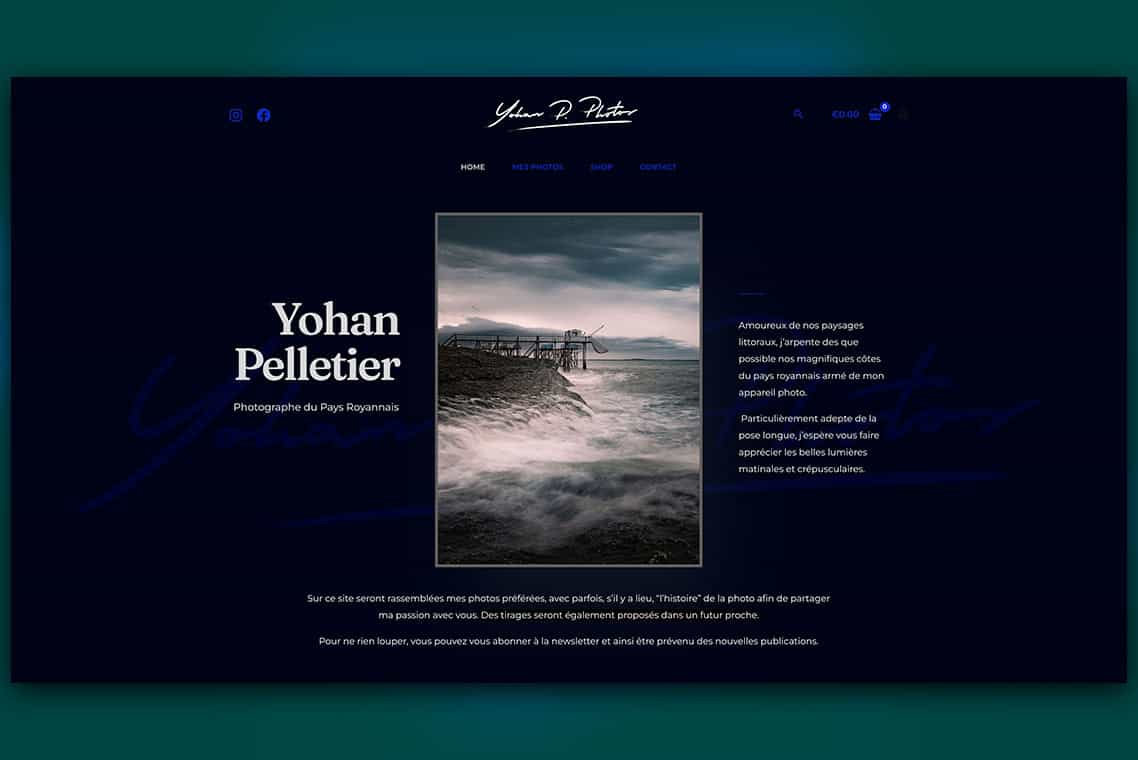 Yohan P. Photos
€0.00
0
HOME MES PHOTOS SHOP CONTACT
Yohan
Pelletier
Photographe du Pays Royannais
Amoureux de nos paysages
littoraux, j'arpente des que
possible nos magnifiques côtes
du pays royannais armé de mon
appareil photo.
Particulièrement adepte de la
pose longue, j'espère vous faire
apprécier les belles lumières
matinales et crépusculaires.
Sur ce site seront rassemblées mes photos préférées, avec parfois, s'il y a lieu, “l'histoire” de la photo afin de partager
ma passion avec vous. Des tirages seront également proposés dans un futur proche.
Pour ne rien louper, vous pouvez vous abonner à la newsletter et ainsi être prévenu des nouvelles publications.